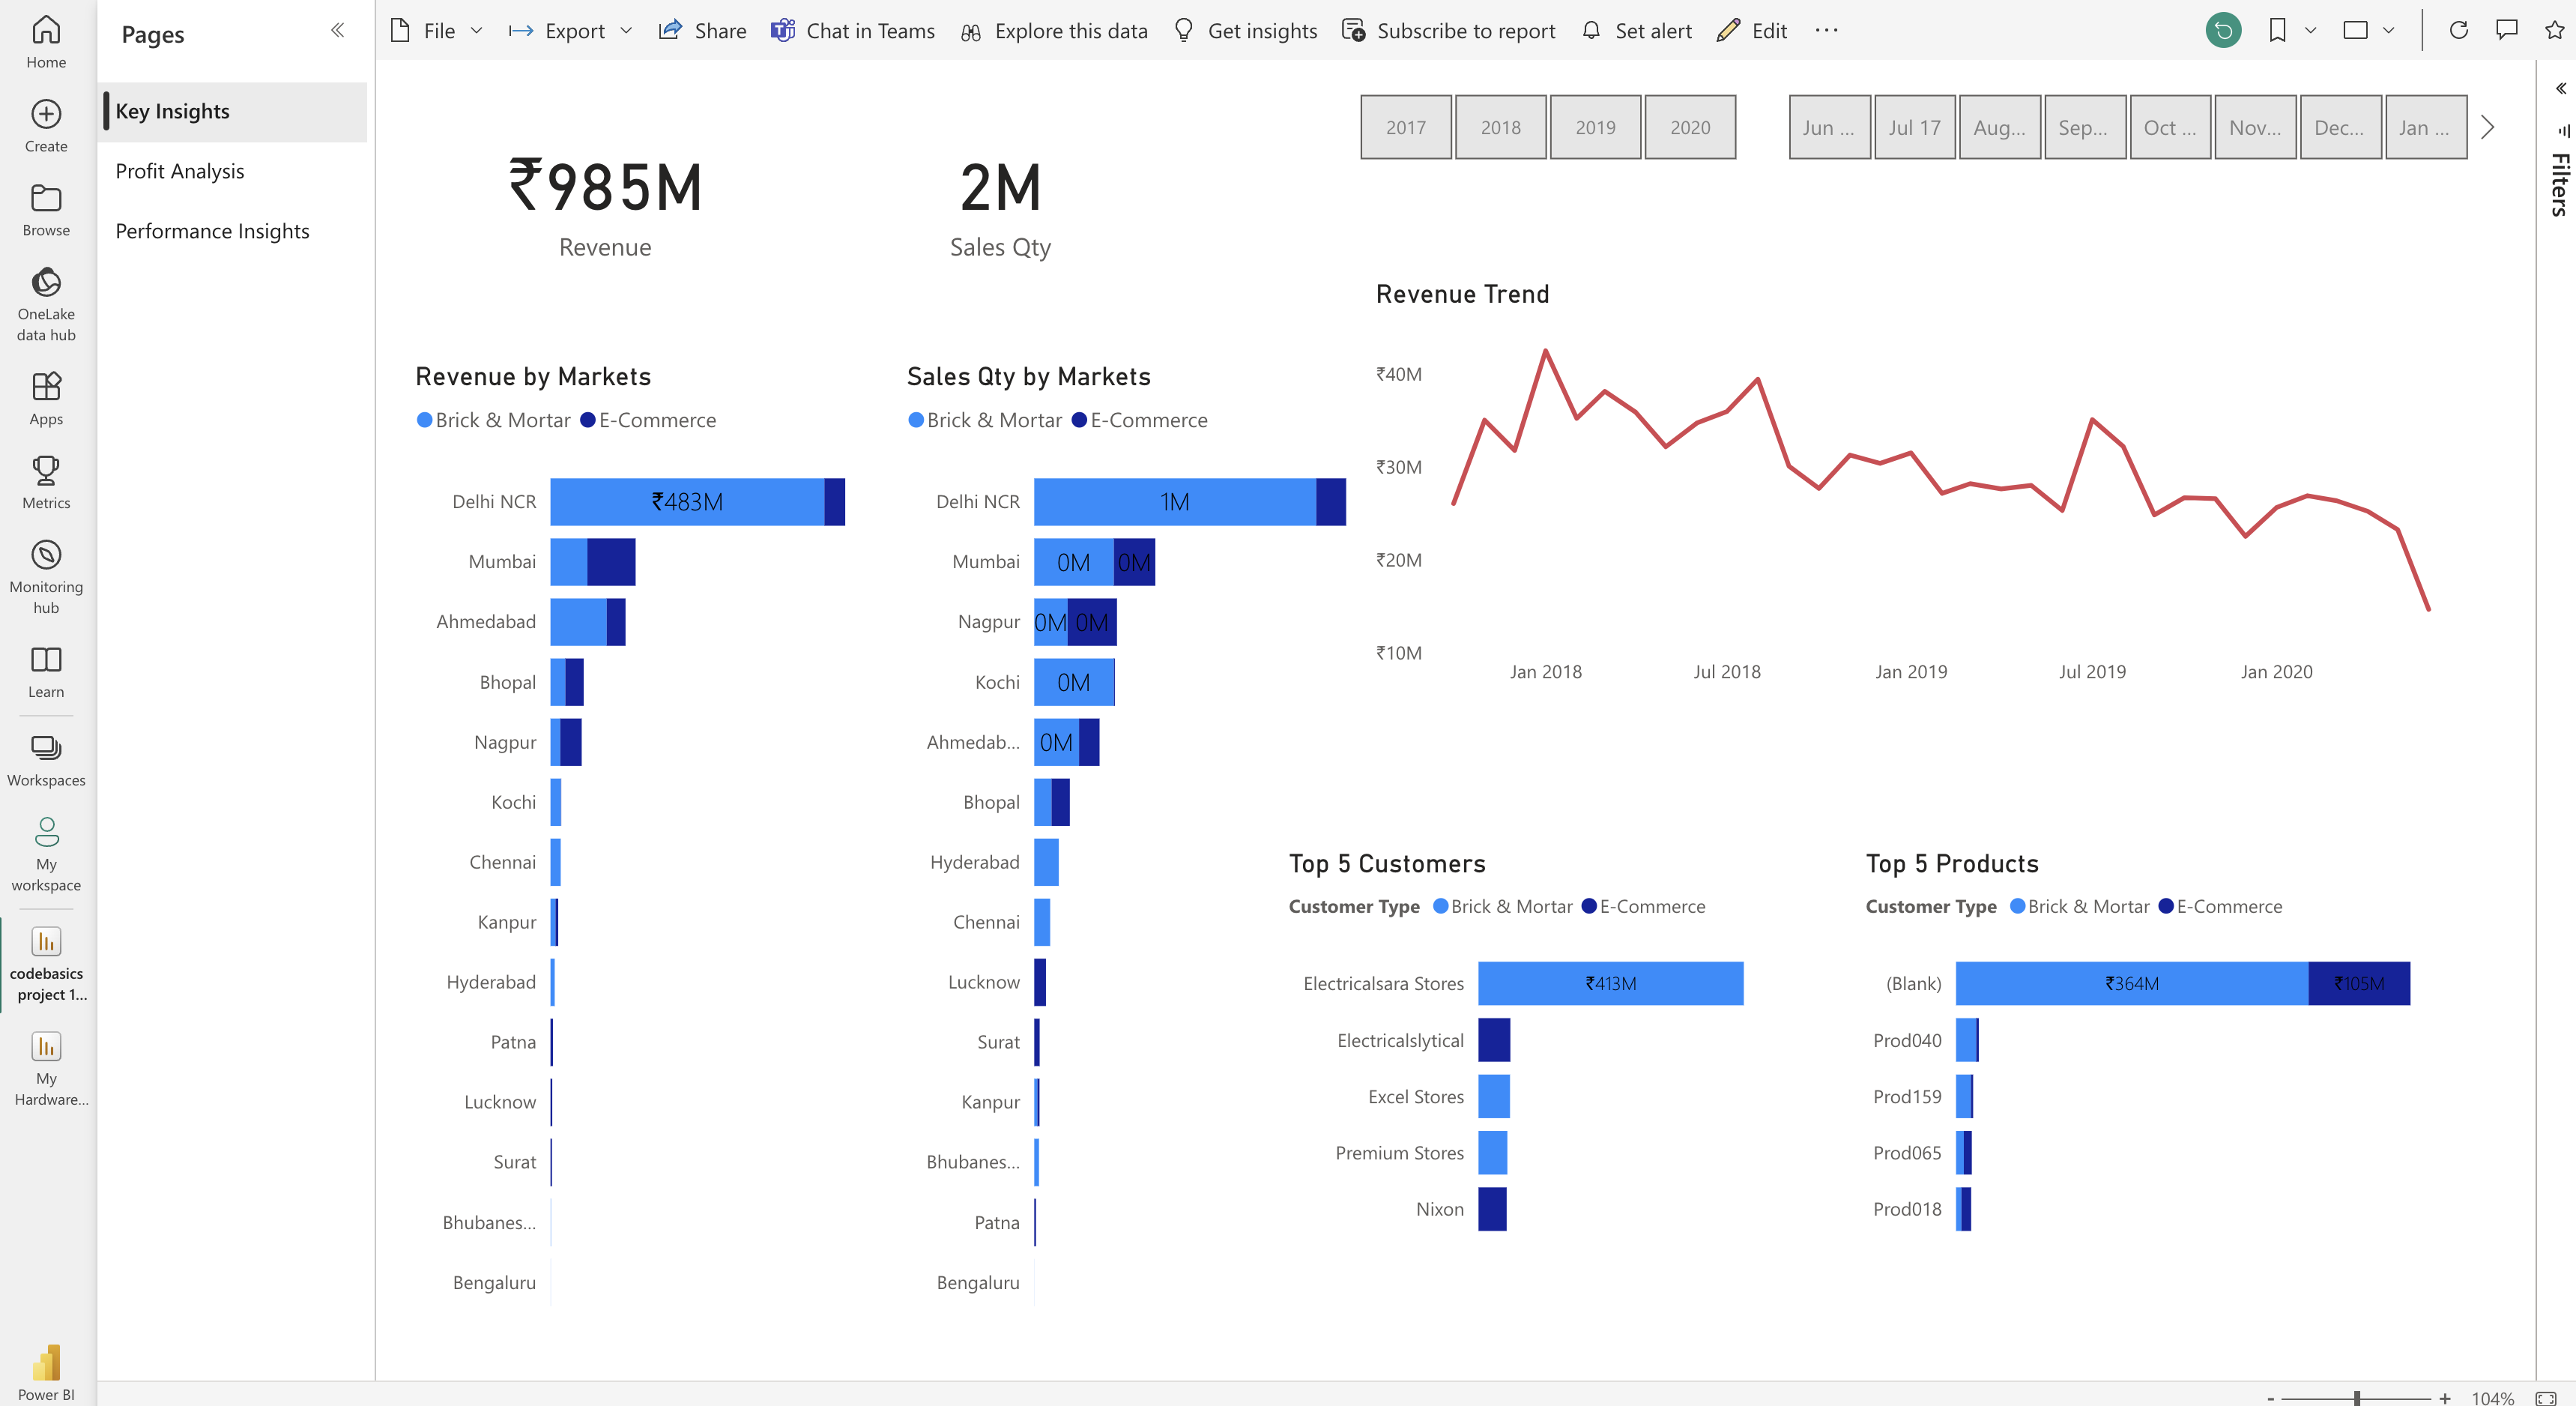 Home
Create
Browse
OneLake
data hub
Apps
Metrics
Monitoring
hub
Learn
Workspaces
My
workspace
codebasics
project 1...
My
Hardware...
Power BI
Pages
Key Insights
Profit Analysis
Performance Insights
File Export Share Chat in Teams Explore this data Get insights Subscribe to report Set alert Edit ...
2017 2018 2019 2020
Jun ... Jul 17 Aug... Sep... Oct ... Nov... Dec... Jan ...
Filters
₹985M
Revenue
2M
Sales Qty
Revenue by Markets
Brick & Mortar E-Commerce
Delhi NCR ₹483M
Mumbai
Ahmedabad
Bhopal
Nagpur
Kochi
Chennai
Kanpur
Hyderabad
Patna
Lucknow
Surat
Bhubanes...
Bengaluru
Sales Qty by Markets
Brick & Mortar E-Commerce
Delhi NCR 1M
Mumbai 0M 0M
Nagpur 0M 0M
Kochi 0M
Ahmedab... 0M
Bhopal
Hyderabad
Chennai
Lucknow
Surat
Kanpur
Bhubanes...
Patna
Bengaluru
Revenue Trend
₹40M
₹30M
₹20M
₹10M
Jan 2018 Jul 2018 Jan 2019 Jul 2019 Jan 2020
Top 5 Customers
Customer Type Brick & Mortar E-Commerce
Electricalsara Stores ₹413M
Electricalslytical
Excel Stores
Premium Stores
Nixon
Top 5 Products
Customer Type Brick & Mortar E-Commerce
(Blank) ₹364M ₹105M
Prod040
Prod159
Prod065
Prod018
- + 104%